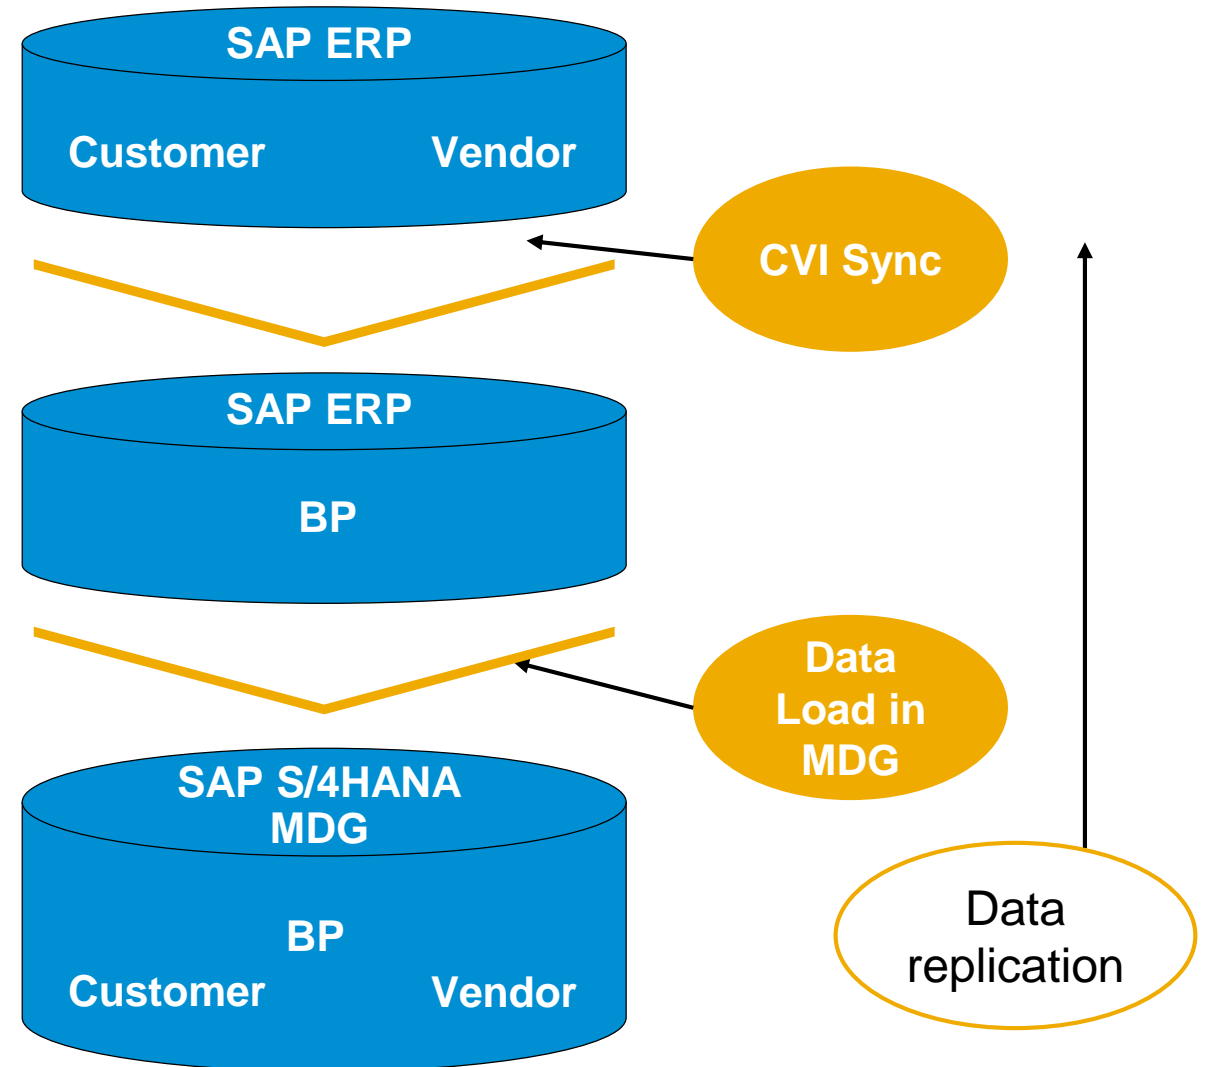 SAP ERP
Customer Vendor
CVI Sync
SAP ERP
BP
Data
Load in
MDG
SAP S/4HANA
MDG
BP
Customer Vendor
Data
replication